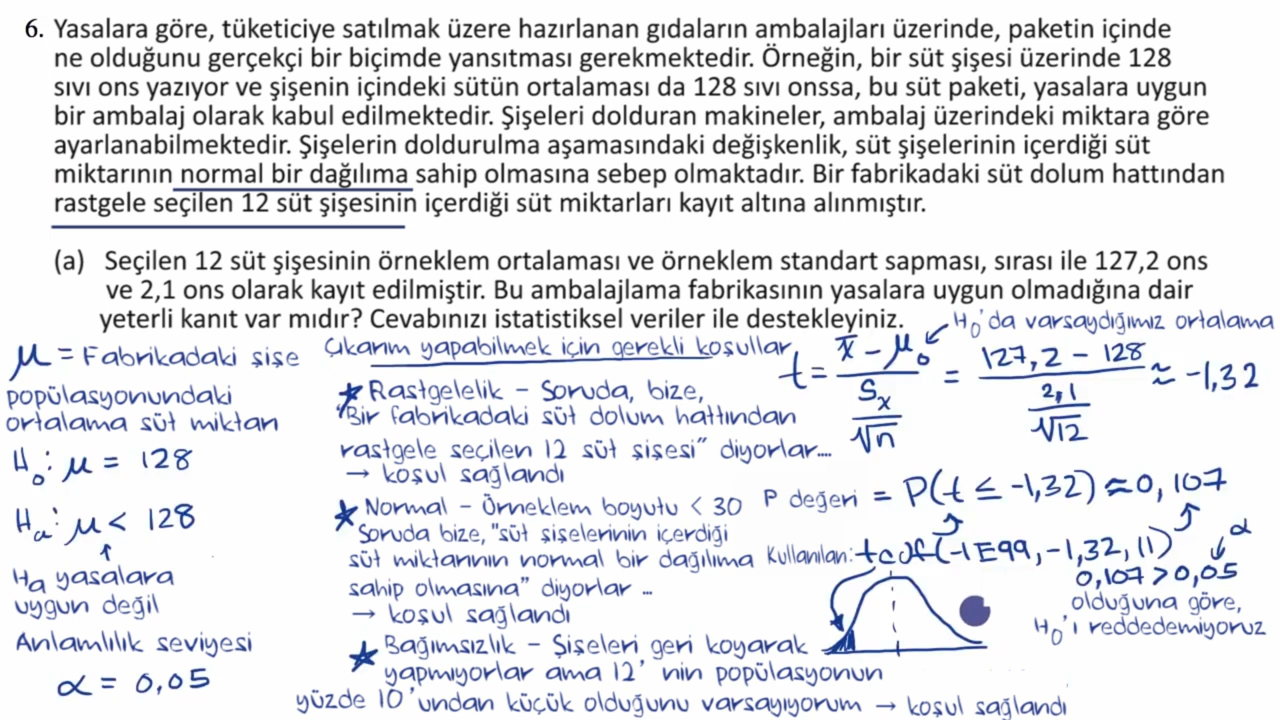 6. Yasalara göre, tüketiciye satılmak üzere hazırlanan gıdaların ambalajları üzerinde, paketin içinde
ne olduğunu gerçekçi bir biçimde yansıtması gerekmektedir. Örneğin, bir süt şişesi üzerinde 128
sıvı ons yazıyor ve şişenin içindeki sütün ortalaması da 128 sıvı onssa, bu süt paketi, yasalara uygun
bir ambalaj olarak kabul edilmektedir. Şişeleri dolduran makineler, ambalaj üzerindeki miktara göre
ayarlanabilmektedir. Şişelerin doldurulma aşamasındaki değişkenlik, süt şişelerinin içerdiği süt
miktarının normal bir dağılıma sahip olmasına sebep olmaktadır. Bir fabrikadaki süt dolum hattından
rastgele seçilen 12 süt şişesinin içerdiği süt miktarları kayıt altına alınmıştır.
(a) Seçilen 12 süt şişesinin örneklem ortalaması ve örneklem standart sapması, sırası ile 127,2 ons
ve 2,1 ons olarak kayıt edilmiştir. Bu ambalajlama fabrikasının yasalara uygun olmadığına dair
yeterli kanıt var mıdır? Cevabınızı istatistiksel veriler ile destekleyiniz.
μ = Fabrikadaki şişe
popülasyonundaki
ortalama süt miktarı
H₀: μ = 128
Hₐ: μ < 128
↑
Ha yasalara
uygun değil
Anlamlılık seviyesi
α = 0,05
Çıkarım yapabilmek için gerekli koşullar
★ Rastgelelik - Soruda, bize,
"Bir fabrikadaki süt dolum hattından
rastgele seçilen 12 süt şişesi" diyorlar....
→ koşul sağlandı
★ Normal - Örneklem boyutu < 30
Soruda bize, "süt şişelerinin içerdiği
süt miktarının normal bir dağılıma
sahip olmasına" diyorlar ...
→ koşul sağlandı
★ Bağımsızlık - Şişeleri geri koyarak
yapmıyorlar ama 12' nin popülasyonun
yüzde 10'undan küçük olduğunu varsayıyorum → koşul sağlandı
H₀'da varsaydığımız ortalama
t = (x̄ - μ₀) / (Sₓ / √n) = (127,2 - 128) / (2,1 / √12) ≈ -1,32
P değeri = P(t ≤ -1,32) ≈ 0,107
Kullanılan: tcdf(-1E99, -1,32, 11)
α
0,107 > 0,05
olduğuna göre,
H₀'ı reddedemiyoruz